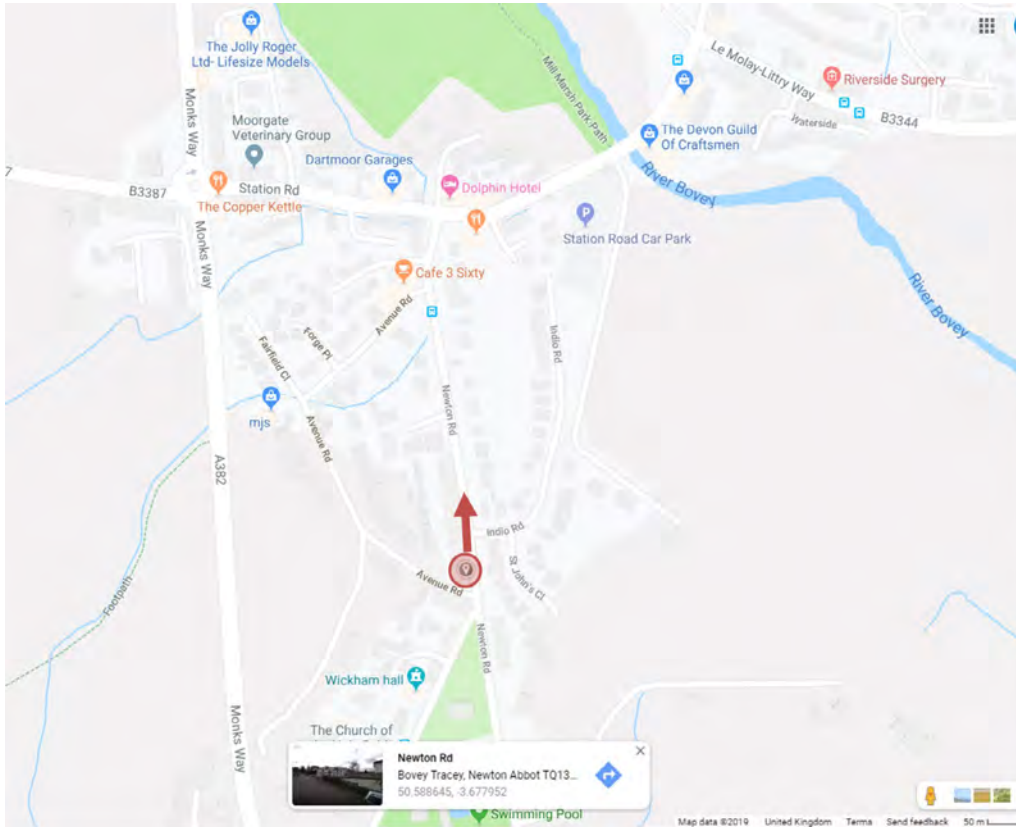 The Jolly Roger
Ltd- Lifesize Models
Monks Way
Moorgate
Veterinary Group
Dartmoor Garages
7
B3387
Station Rd
The Copper Kettle
Dolphin Hotel
Mill Marsh Park Path
Le Molay-Littry Way
Riverside Surgery
Waterside
B3344
The Devon Guild
Of Craftsmen
River Bovey
Station Road Car Park
River Bovey
Monks Way
Cafe 3 Sixty
Avenue Rd
Forge Pl
Fairfield Cl
Indio Rd
mjs
Avenue Rd
Newton Rd
A382
Footpath
Indio Rd
St John's Cl
Avenue Rd
Newton Rd
Wickham hall
Monks Way
The Church of
Newton Rd
Bovey Tracey, Newton Abbot TQ13...
50.588645, -3.677952
Swimming Pool
Map data ©2019 United Kingdom Terms Send feedback 50 m